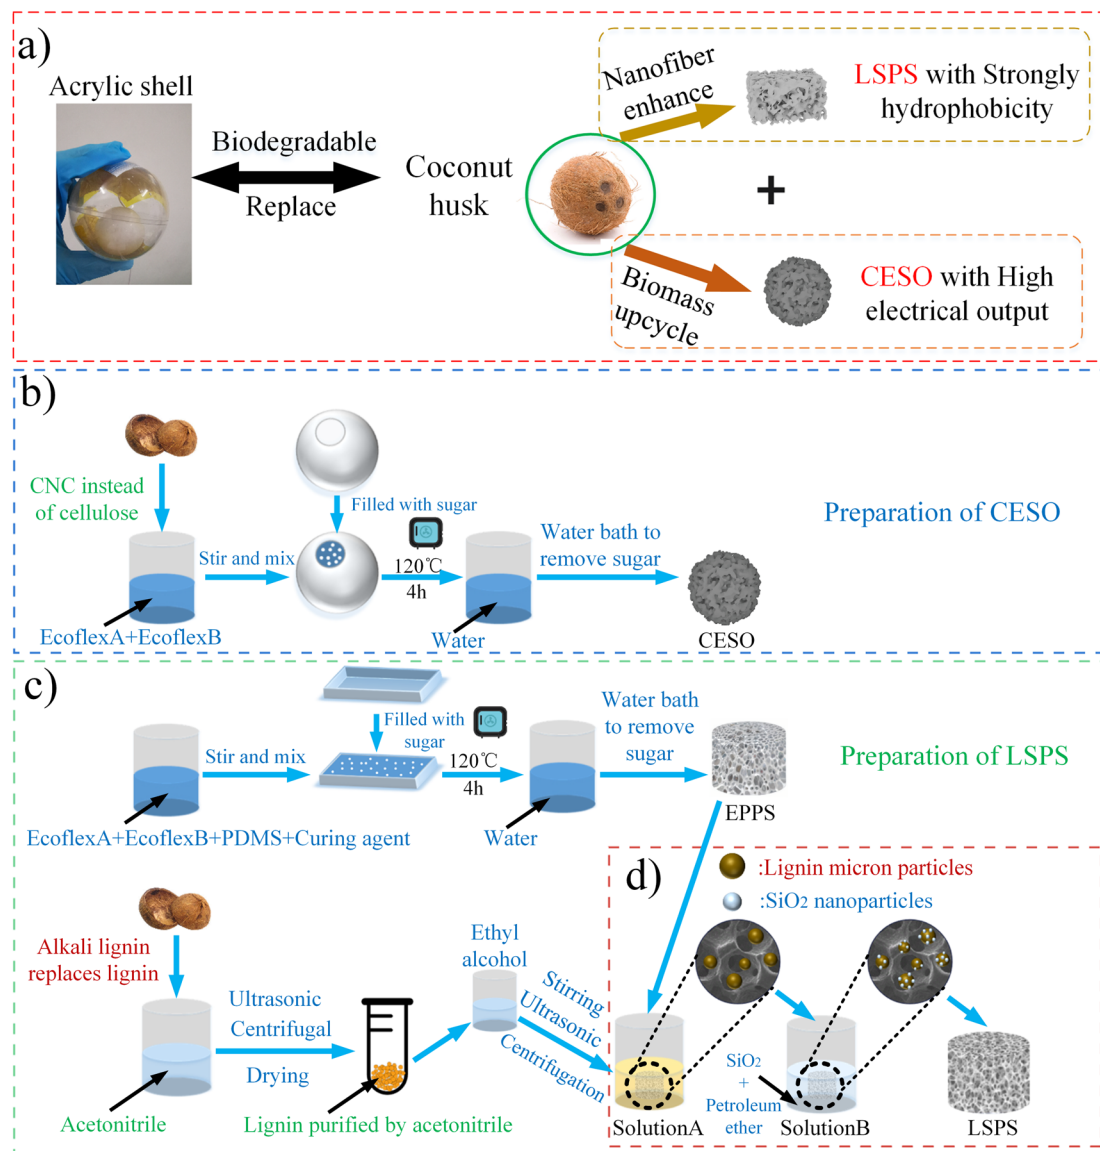 a)
Acrylic shell
Biodegradable
Replace
Coconut
husk
Nanofiber
enhance
LSPS with Strongly
hydrophobicity
+
Biomass
upcycle
CESO with High
electrical output
b)
CNC instead
of cellulose
Stir and mix
Filled with sugar
120℃
4h
Water bath to
remove sugar
Preparation of CESO
EcoflexA+EcoflexB
Water
CESO
c)
Stir and mix
Filled with
sugar
120℃
4h
Water bath
to remove
sugar
Preparation of LSPS
EPPS
EcoflexA+EcoflexB+PDMS+Curing agent
Water
Alkali lignin
replaces lignin
Ultrasonic
Centrifugal
Drying
Acetonitrile
Lignin purified by acetonitrile
Ethyl
alcohol
Stirring
Ultrasonic
Centrifugation
d)
:Lignin micron particles
:SiO2 nanoparticles
SiO2
+
Petroleum
ether
SolutionA
SolutionB
LSPS